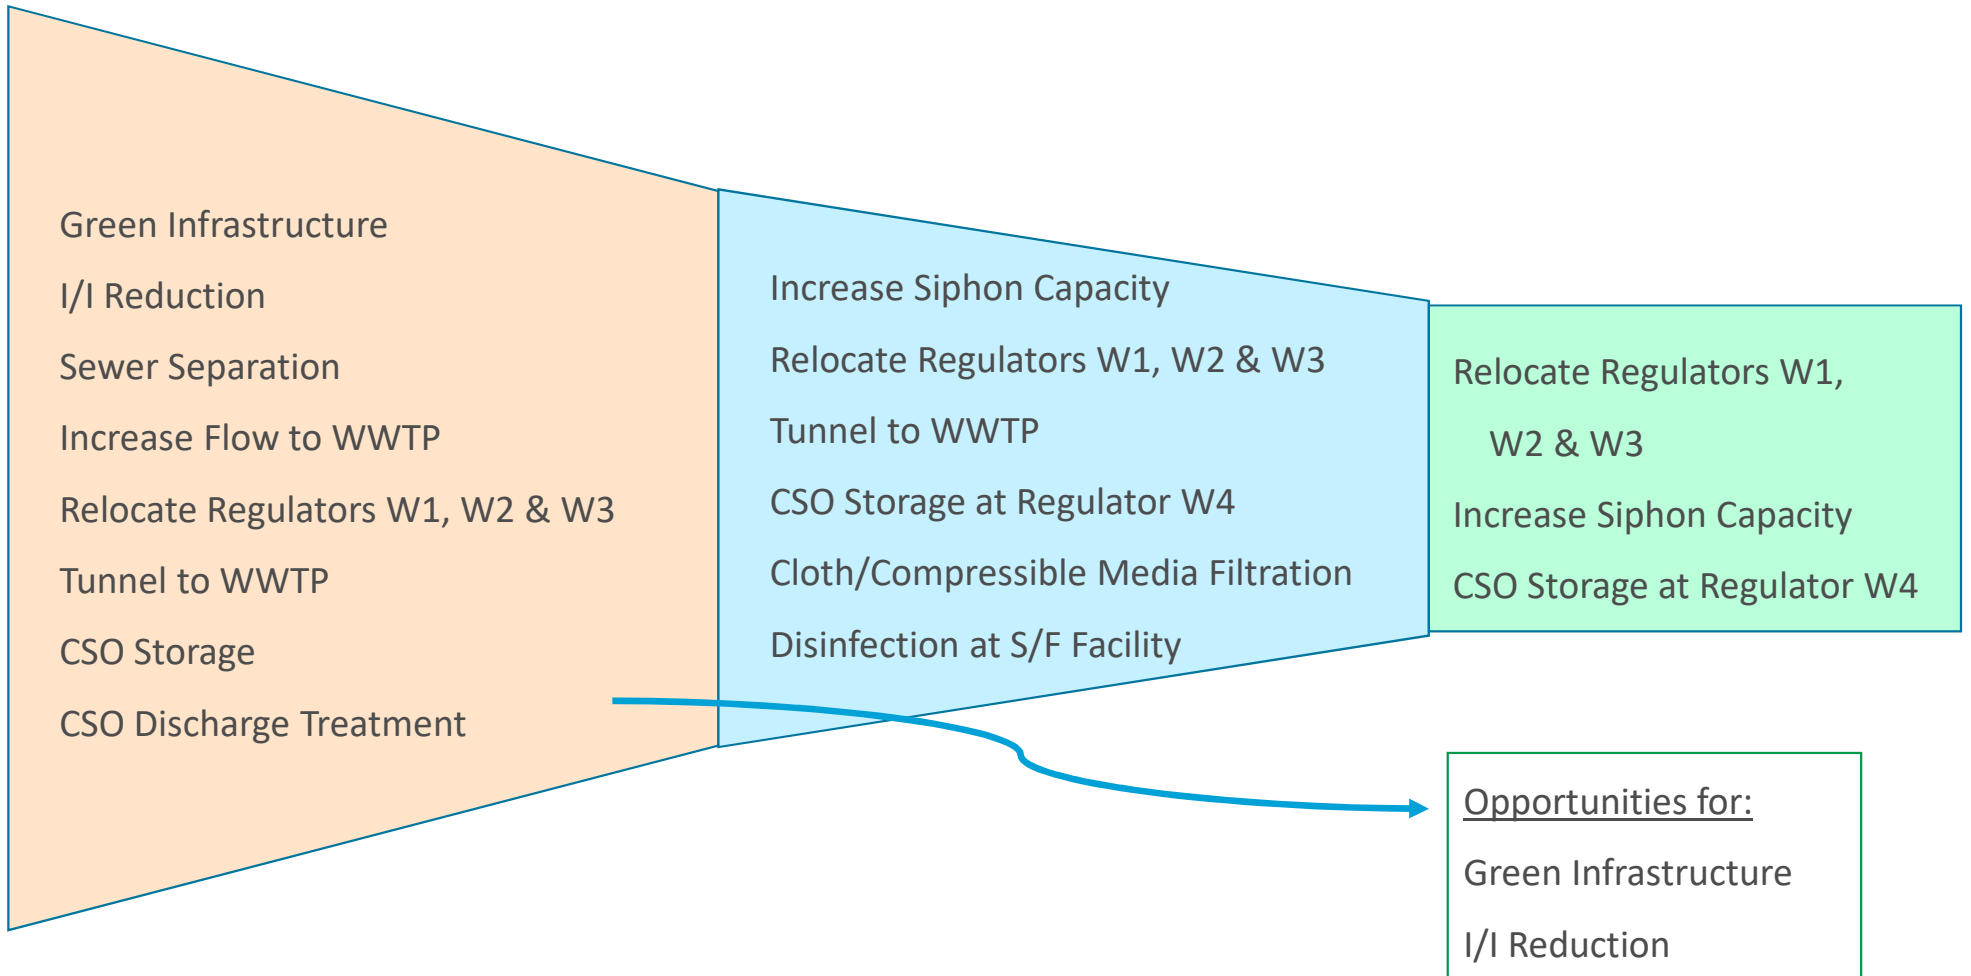 Green Infrastructure
I/I Reduction
Sewer Separation
Increase Flow to WWTP
Relocate Regulators W1, W2 & W3
Tunnel to WWTP
CSO Storage
CSO Discharge Treatment
Increase Siphon Capacity
Relocate Regulators W1, W2 & W3
Tunnel to WWTP
CSO Storage at Regulator W4
Cloth/Compressible Media Filtration
Disinfection at S/F Facility
Relocate Regulators W1,
W2 & W3
Increase Siphon Capacity
CSO Storage at Regulator W4
Opportunities for:
Green Infrastructure
I/I Reduction